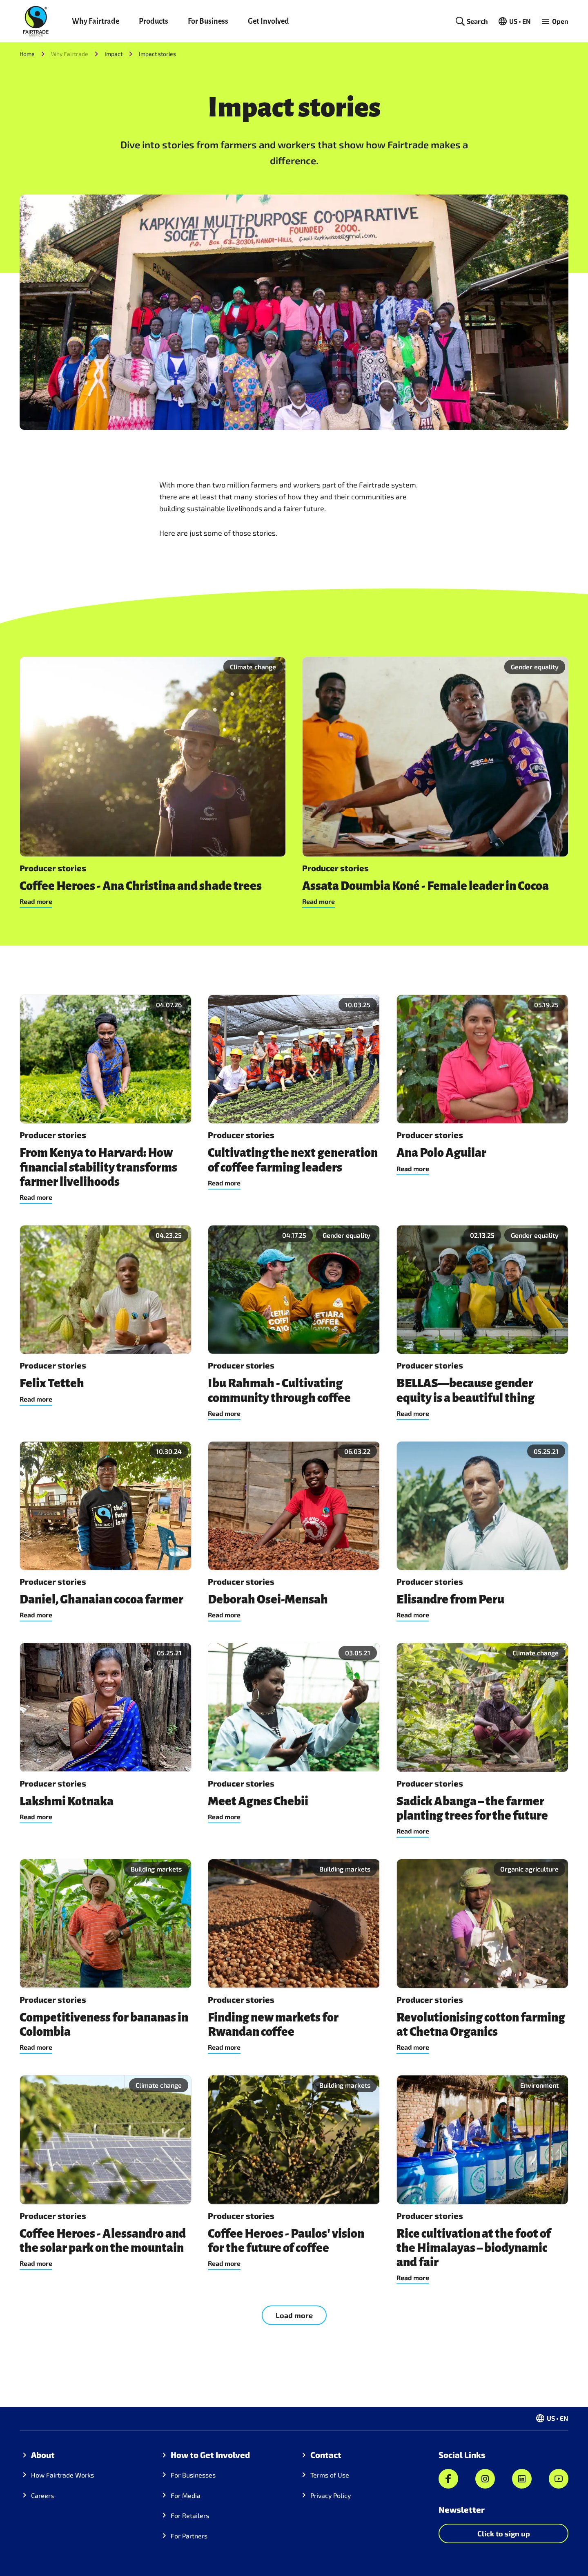 FAIRTRADE
Why Fairtrade
Products
For Business
Get Involved
Search
US • EN
Open
Home
Why Fairtrade
Impact
Impact stories
Impact stories
Dive into stories from farmers and workers that show how Fairtrade makes a
difference.
KAPKIYAI MULTI-PURPOSE CO-OPERATIVE
SOCIETY LTD. FOUNDED 2000.
With more than two million farmers and workers part of the Fairtrade system,
there are at least that many stories of how they and their communities are
building sustainable livelihoods and a fairer future.
Here are just some of those stories.
Climate change
Producer stories
Coffee Heroes - Ana Christina and shade trees
Read more
Gender equality
Producer stories
Assata Doumbia Koné - Female leader in Cocoa
Read more
04.07.26
Producer stories
From Kenya to Harvard: How
financial stability transforms
farmer livelihoods
Read more
10.03.25
Producer stories
Cultivating the next generation
of coffee farming leaders
Read more
05.19.25
Producer stories
Ana Polo Aguilar
Read more
04.23.25
Producer stories
Felix Tetteh
Read more
04.17.25
Gender equality
Producer stories
Ibu Rahmah - Cultivating
community through coffee
Read more
02.13.25
Gender equality
Producer stories
BELLAS—because gender
equity is a beautiful thing
Read more
10.30.24
Producer stories
Daniel, Ghanaian cocoa farmer
Read more
06.03.22
Producer stories
Deborah Osei-Mensah
Read more
05.25.21
Producer stories
Elisandre from Peru
Read more
05.25.21
Producer stories
Lakshmi Kotnaka
Read more
03.05.21
Producer stories
Meet Agnes Chebii
Read more
Climate change
Producer stories
Sadick Abanga – the farmer
planting trees for the future
Read more
Building markets
Producer stories
Competitiveness for bananas in
Colombia
Read more
Building markets
Producer stories
Finding new markets for
Rwandan coffee
Read more
Organic agriculture
Producer stories
Revolutionising cotton farming
at Chetna Organics
Read more
Climate change
Producer stories
Coffee Heroes - Alessandro and
the solar park on the mountain
Read more
Building markets
Producer stories
Coffee Heroes - Paulos' vision
for the future of coffee
Read more
Environment
Producer stories
Rice cultivation at the foot of
the Himalayas – biodynamic
and fair
Read more
Load more
US • EN
About
How Fairtrade Works
Careers
How to Get Involved
For Businesses
For Media
For Retailers
For Partners
Contact
Terms of Use
Privacy Policy
Social Links
Newsletter
Click to sign up